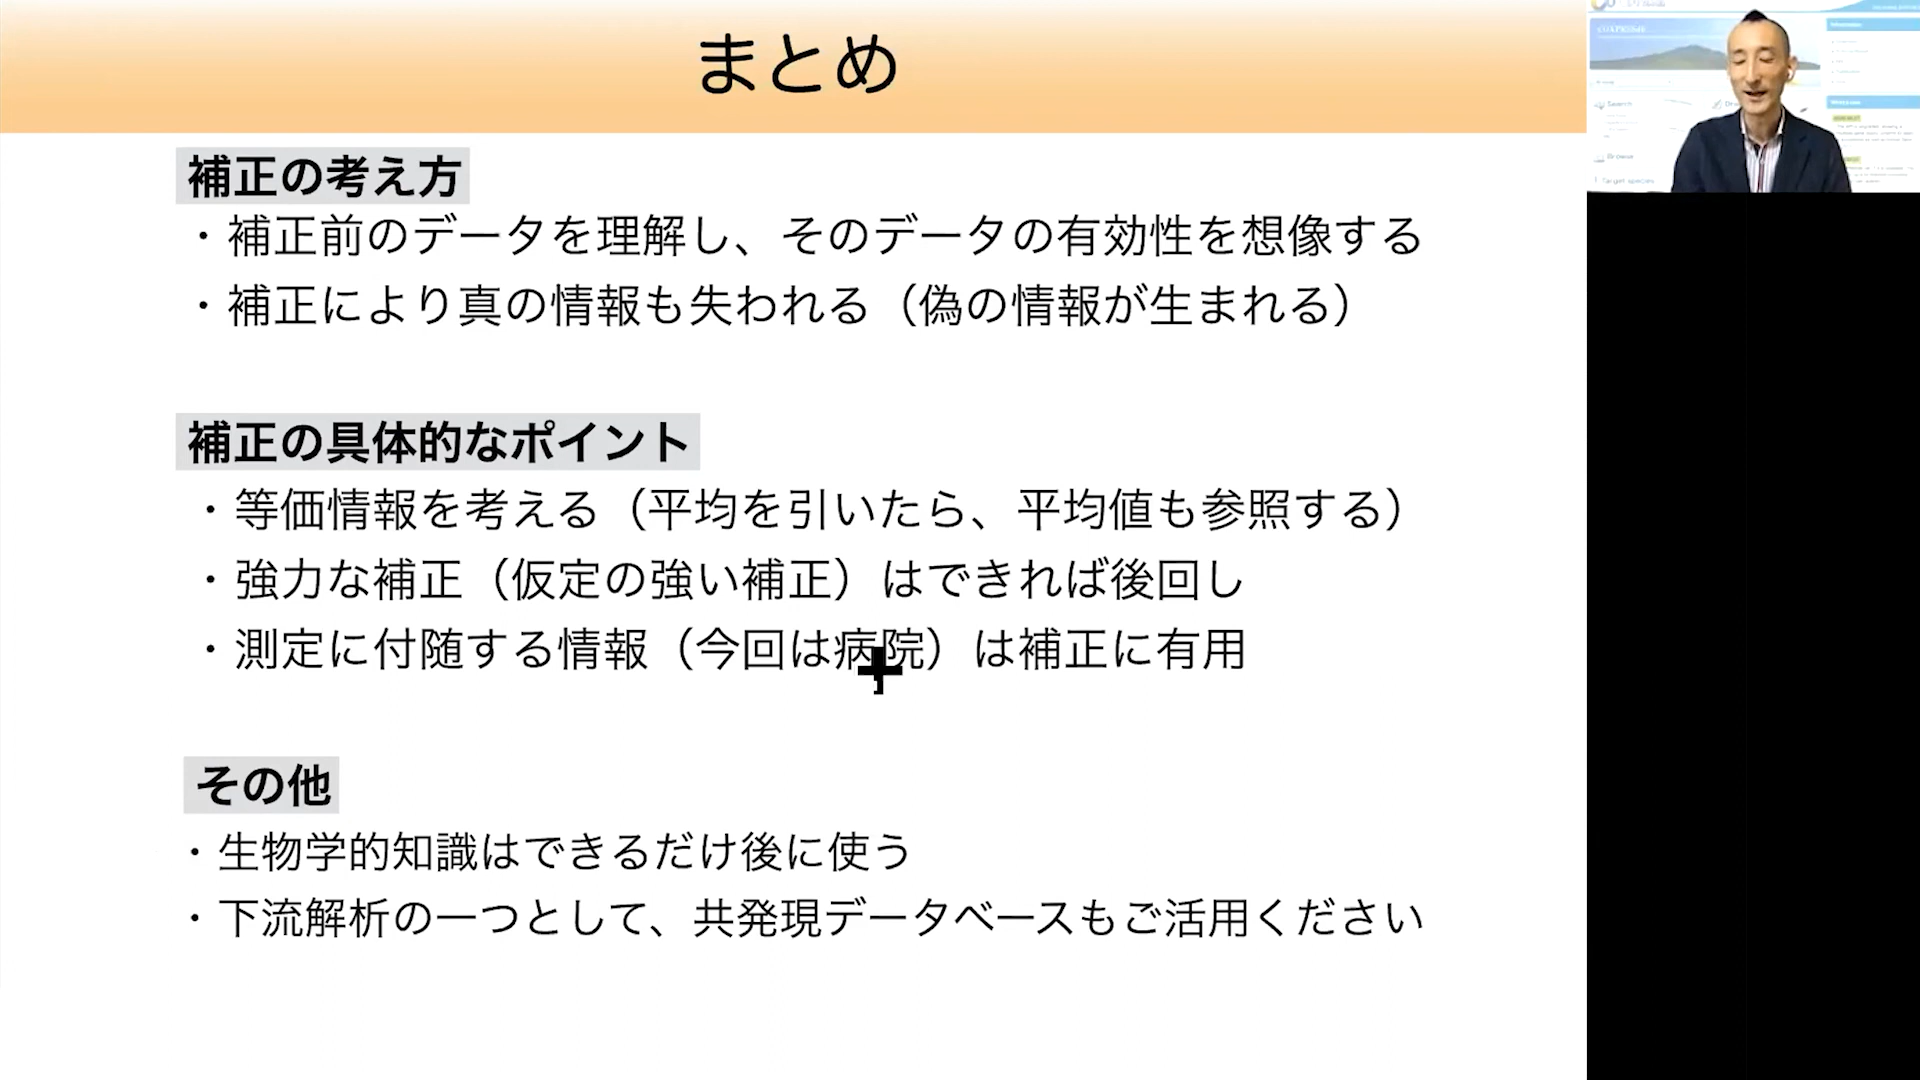 まとめ
補正の考え方
・補正前のデータを理解し、そのデータの有効性を想像する
・補正により真の情報も失われる（偽の情報が生まれる）
補正の具体的なポイント
・等価情報を考える（平均を引いたら、平均値も参照する）
・強力な補正（仮定の強い補正）はできれば後回し
・測定に付随する情報（今回は病院）は補正に有用
その他
・生物学的知識はできるだけ後に使う
・下流解析の一つとして、共発現データベースもご活用ください
Search
Target species